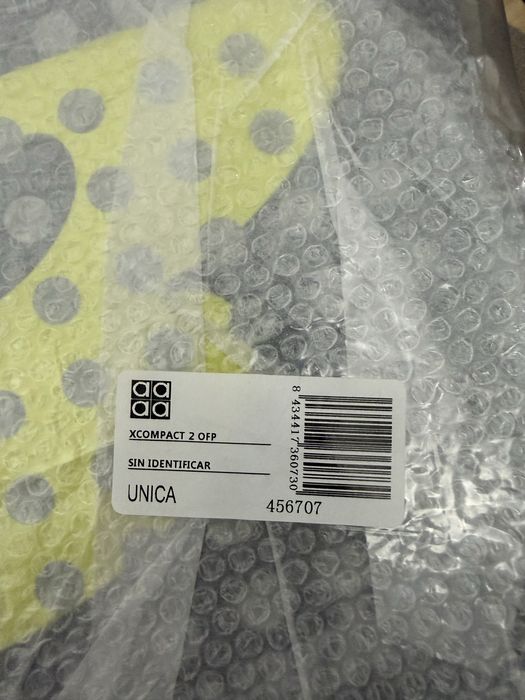 a a
a a
XCOMPACT 2 OFP
SIN IDENTIFICAR
UNICA
8 434417 360730
456707